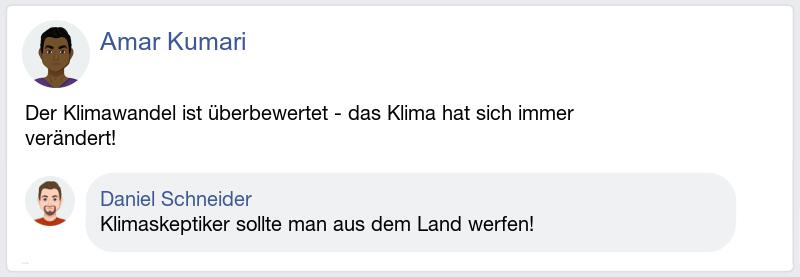 Amar Kumari
Der Klimawandel ist überbewertet - das Klima hat sich immer
verändert!
Daniel Schneider
Klimaskeptiker sollte man aus dem Land werfen!